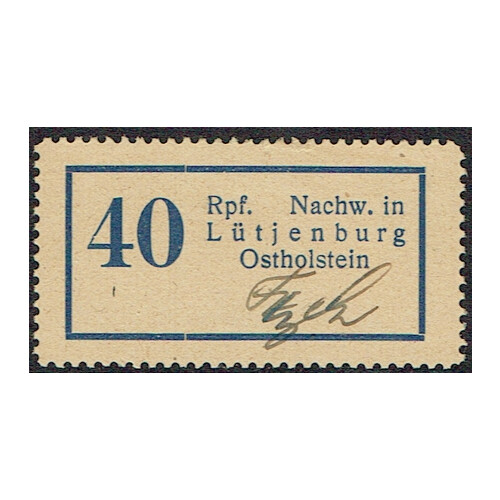 40
Rpf. Nachw. in
Lütjenburg
Ostholstein